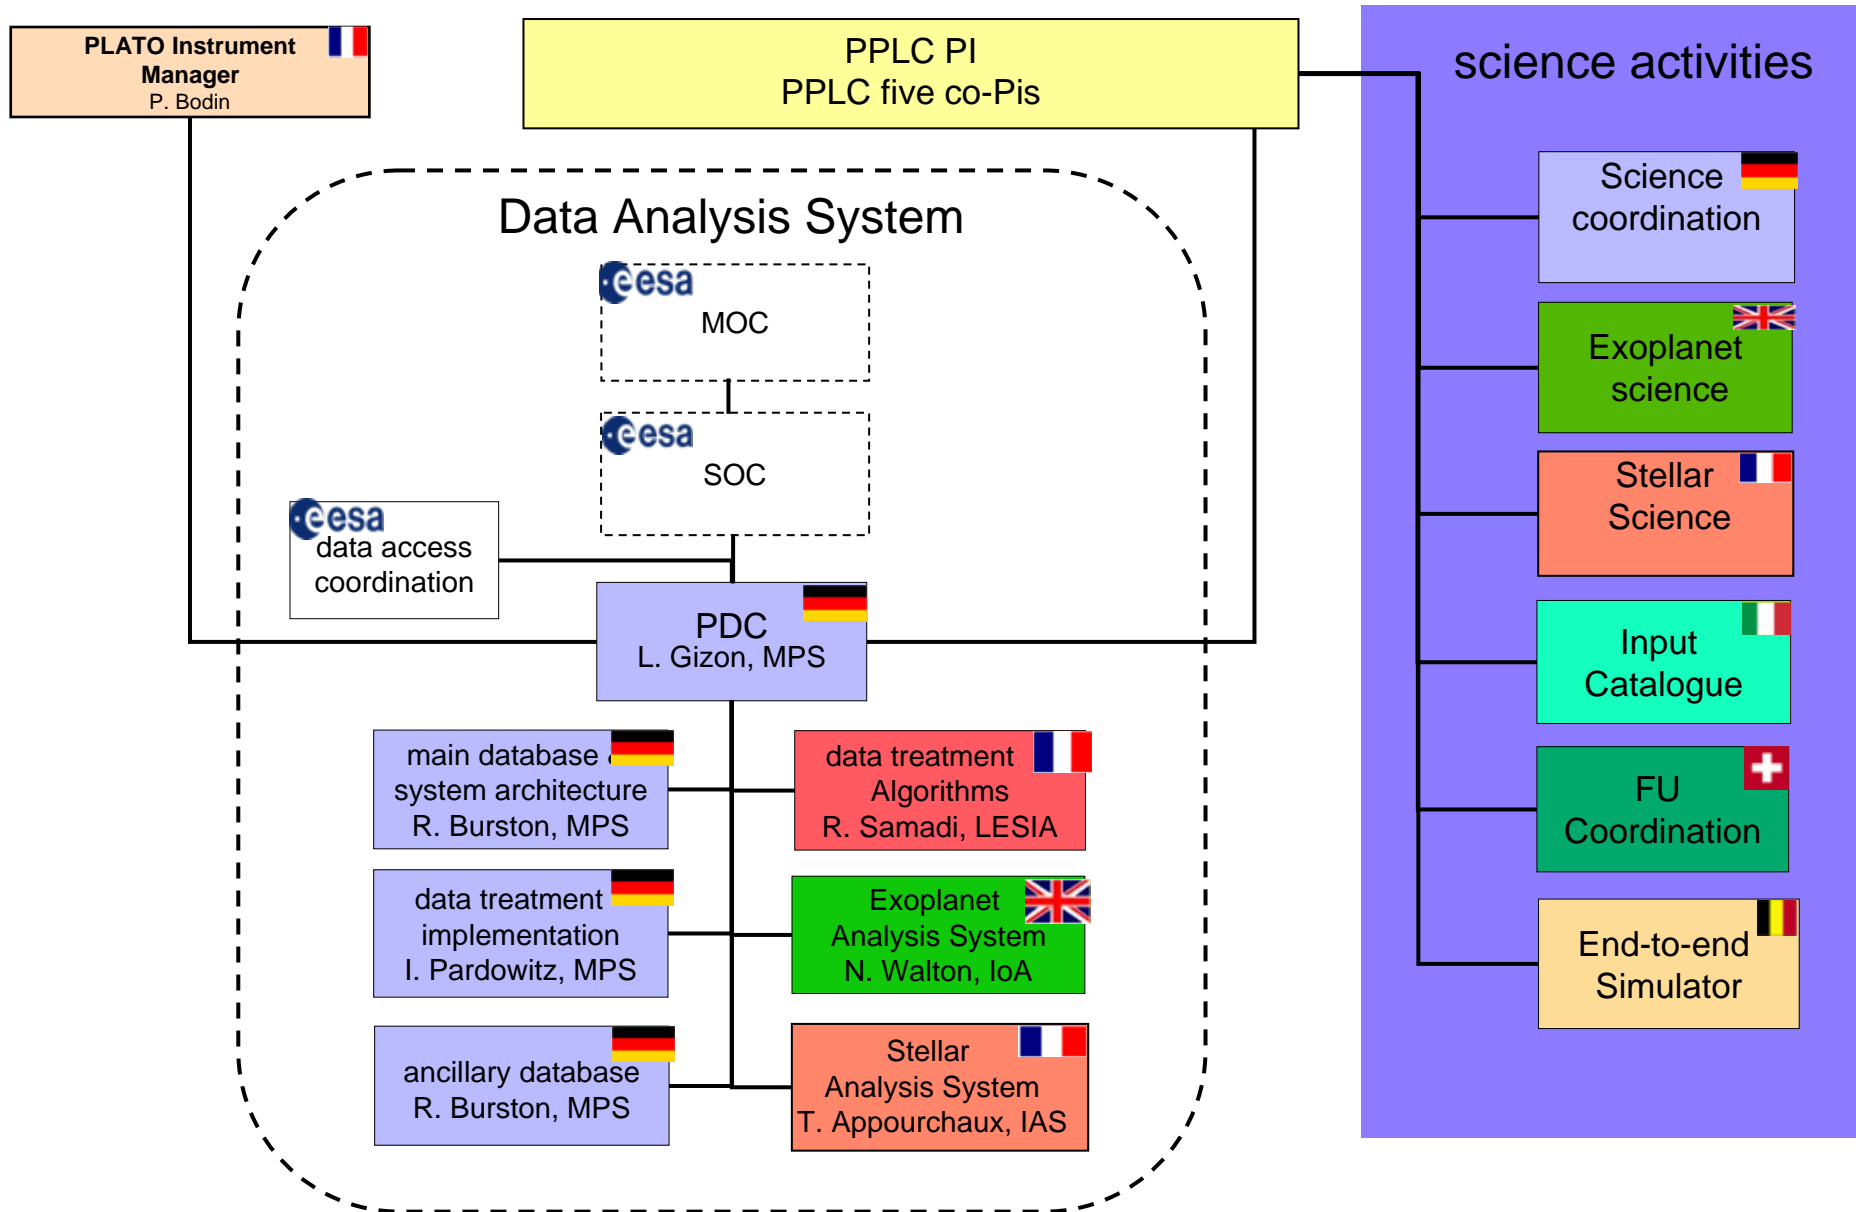 PLATO Instrument
Manager
P. Bodin
PPLC PI
PPLC five co-Pis
science activities
Data Analysis System
esa
MOC
esa
SOC
esa
data access
coordination
PDC
L. Gizon, MPS
main database
system architecture
R. Burston, MPS
data treatment
Algorithms
R. Samadi, LESIA
data treatment
implementation
I. Pardowitz, MPS
Exoplanet
Analysis System
N. Walton, IoA
ancillary database
R. Burston, MPS
Stellar
Analysis System
T. Appourchaux, IAS
Science
coordination
Exoplanet
science
Stellar
Science
Input
Catalogue
FU
Coordination
End-to-end
Simulator